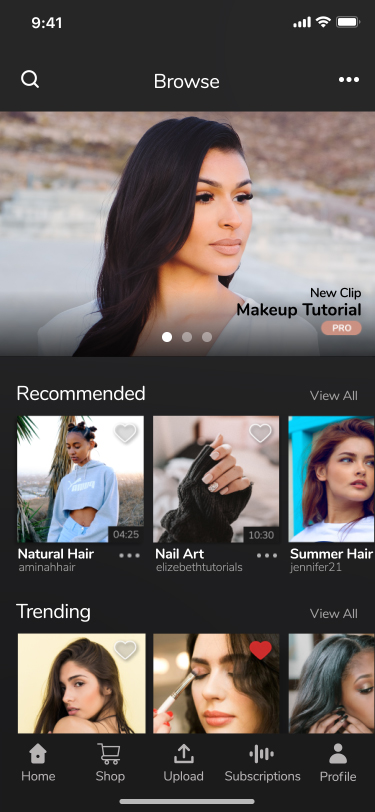 9:41
Browse
New Clip
Makeup Tutorial
PRO
Recommended
View All
04:25
10:30
Natural Hair
Nail Art
Summer Hair
aminahhair
elizebethtutorials
jennifer21
Trending
View All
Home
Shop
Upload
Subscriptions
Profile